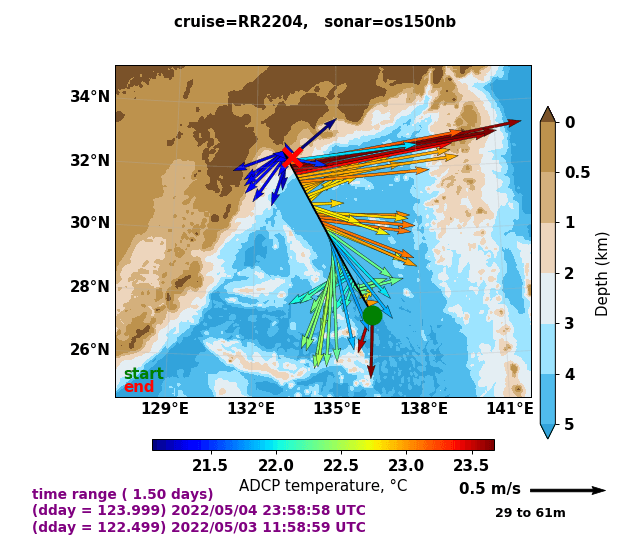 cruise=RR2204,   sonar=os150nb
34°N
32°N
30°N
28°N
26°N
129°E
132°E
135°E
138°E
141°E
start
end
0
0.5
1
2
3
4
5
Depth (km)
21.5
22.0
22.5
23.0
23.5
ADCP temperature, °C
0.5 m/s
29 to 61m
time range ( 1.50 days)
(dday = 123.999) 2022/05/04 23:58:58 UTC
(dday = 122.499) 2022/05/03 11:58:59 UTC